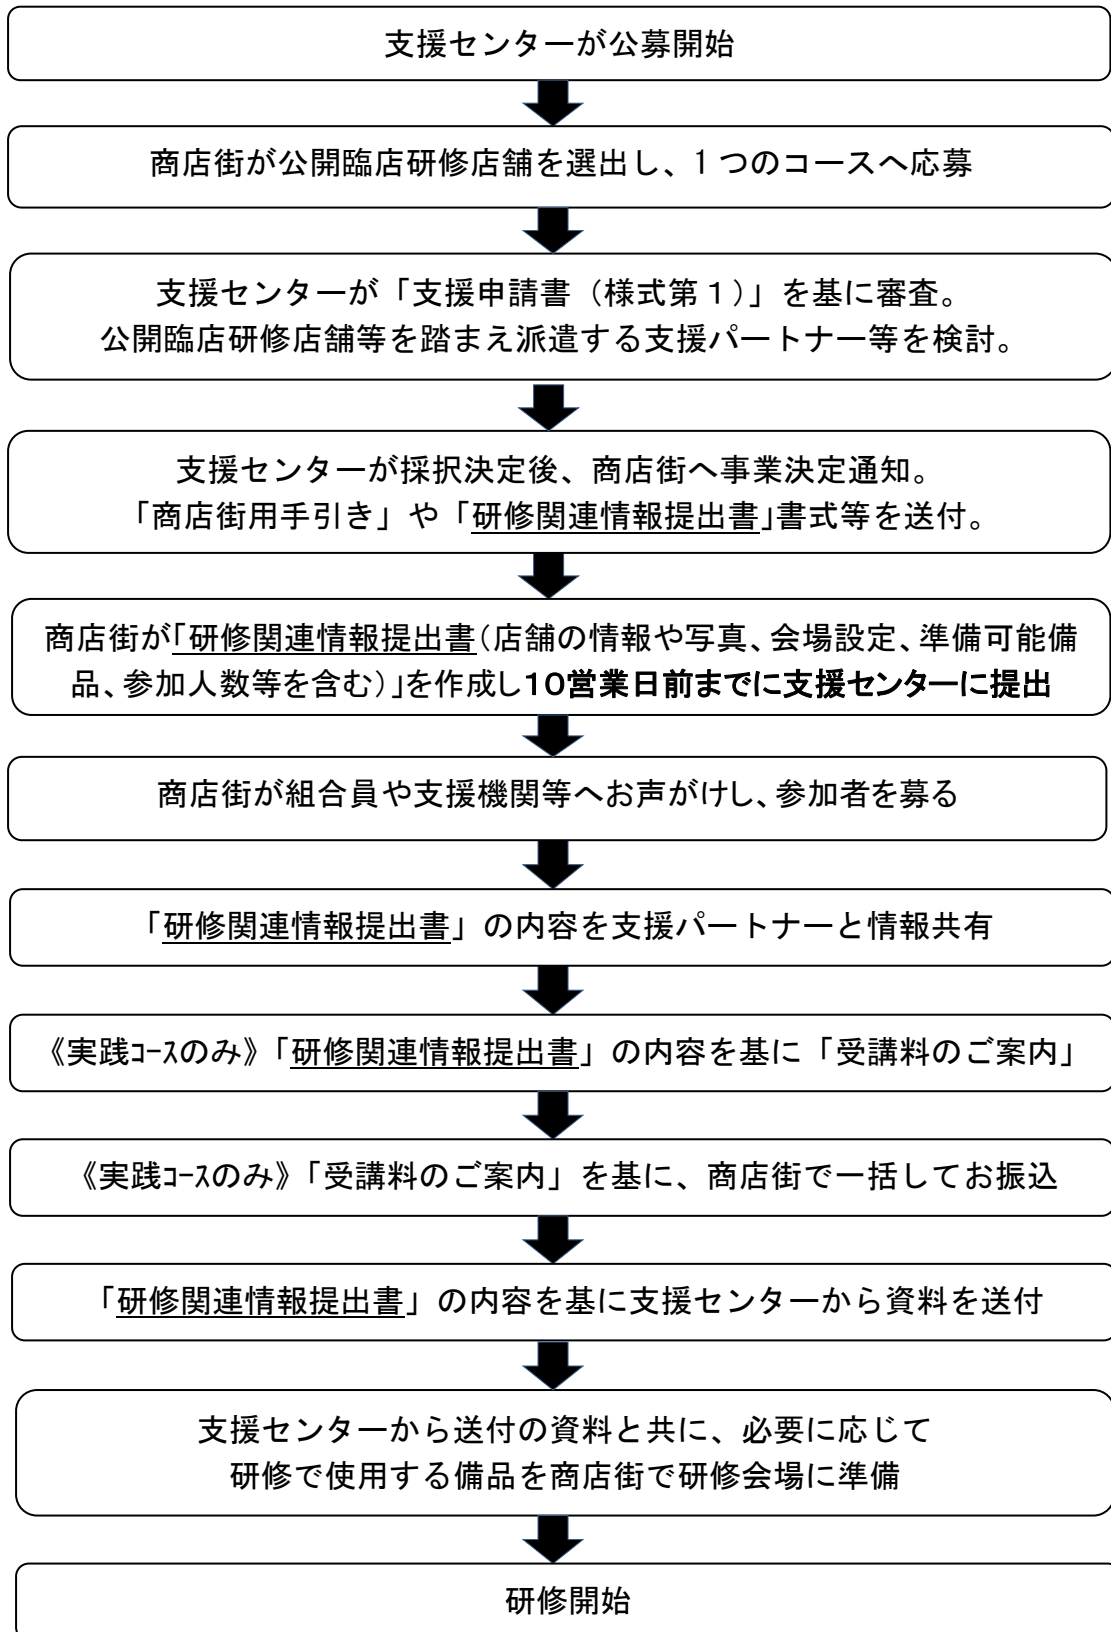 支援センターが公募開始
商店街が公開臨店研修店舗を選出し、1つのコースへ応募
支援センターが「支援申請書（様式第１）」を基に審査。
公開臨店研修店舗等を踏まえ派遣する支援パートナー等を検討。
支援センターが採択決定後、商店街へ事業決定通知。
「商店街用手引き」や「研修関連情報提出書」書式等を送付。
商店街が「研修関連情報提出書（店舗の情報や写真、会場設定、準備可能備
品、参加人数等を含む）」を作成し１０営業日前までに支援センターに提出
商店街が組合員や支援機関等へお声がけし、参加者を募る
「研修関連情報提出書」の内容を支援パートナーと情報共有
《実践ｺｰｽのみ》「研修関連情報提出書」の内容を基に「受講料のご案内」
《実践ｺｰｽのみ》「受講料のご案内」を基に、商店街で一括してお振込
「研修関連情報提出書」の内容を基に支援センターから資料を送付
支援センターから送付の資料と共に、必要に応じて
研修で使用する備品を商店街で研修会場に準備
研修開始